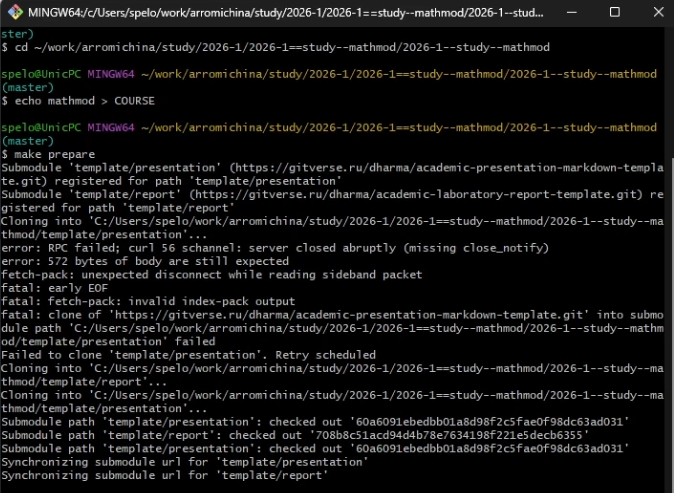 MINGW64:/c/Users/spelo/work/arromichina/study/2026-1/2026-1==study--mathmod/2026-1--stud...
ster)
$ cd ~/work/arromichina/study/2026-1/2026-1==study--mathmod/2026-1--study--mathmod
spelo@UnicPC MINGW64 ~/work/arromichina/study/2026-1/2026-1==study--mathmod/2026-1--study--mathmod
(master)
$ echo mathmod > COURSE
spelo@UnicPC MINGW64 ~/work/arromichina/study/2026-1/2026-1==study--mathmod/2026-1--study--mathmod
(master)
$ make prepare
Submodule 'template/presentation' (https://gitverse.ru/dharma/academic-presentation-markdown-templa
te.git) registered for path 'template/presentation'
Submodule 'template/report' (https://gitverse.ru/dharma/academic-laboratory-report-template.git) re
gistered for path 'template/report'
Cloning into 'C:/Users/spelo/work/arromichina/study/2026-1/2026-1==study--mathmod/2026-1--study--ma
thmod/template/presentation'...
error: RPC failed; curl 56 schannel: server closed abruptly (missing close_notify)
error: 572 bytes of body are still expected
fetch-pack: unexpected disconnect while reading sideband packet
fatal: early EOF
fatal: fetch-pack: invalid index-pack output
fatal: clone of 'https://gitverse.ru/dharma/academic-presentation-markdown-template.git' into submo
dule path 'C:/Users/spelo/work/arromichina/study/2026-1/2026-1==study--mathmod/2026-1--study--mathm
od/template/presentation' failed
Failed to clone 'template/presentation'. Retry scheduled
Cloning into 'C:/Users/spelo/work/arromichina/study/2026-1/2026-1==study--mathmod/2026-1--study--ma
thmod/template/report'...
Cloning into 'C:/Users/spelo/work/arromichina/study/2026-1/2026-1==study--mathmod/2026-1--study--ma
thmod/template/presentation'...
Submodule path 'template/presentation': checked out '60a6091ebedbb01a8d98f2c5fae0f98dc63ad031'
Submodule path 'template/report': checked out '708b8c51acd94d4b78e7634198f221e5decb6355'
Submodule path 'template/presentation': checked out '60a6091ebedbb01a8d98f2c5fae0f98dc63ad031'
Synchronizing submodule url for 'template/presentation'
Synchronizing submodule url for 'template/report'